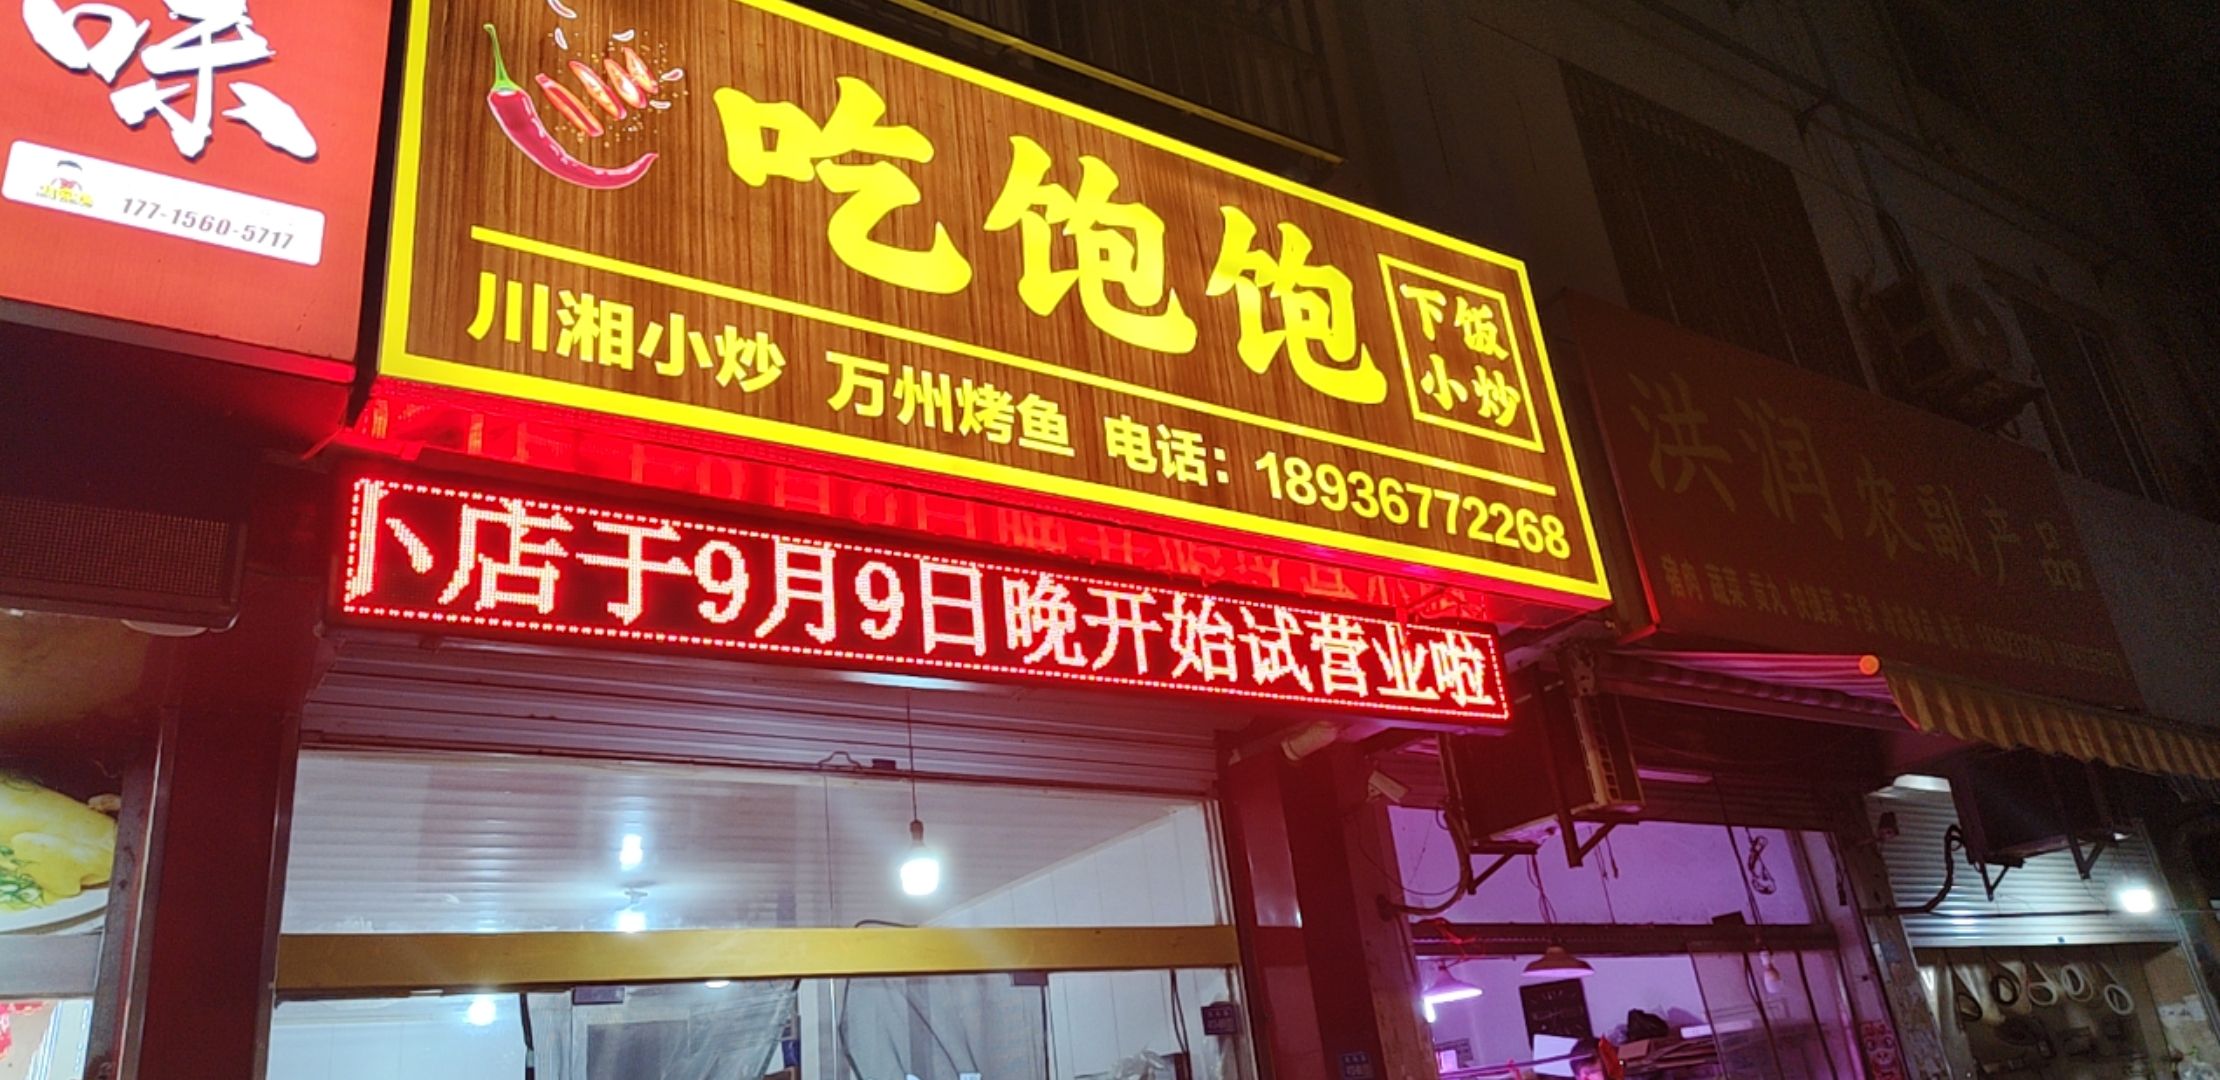 味
177-1560-5717
吃饱饱
下饭
小炒
川湘小炒 万州烤鱼 电话：18936772268
店于9月9日晚开始试营业啦
洪润农副产品